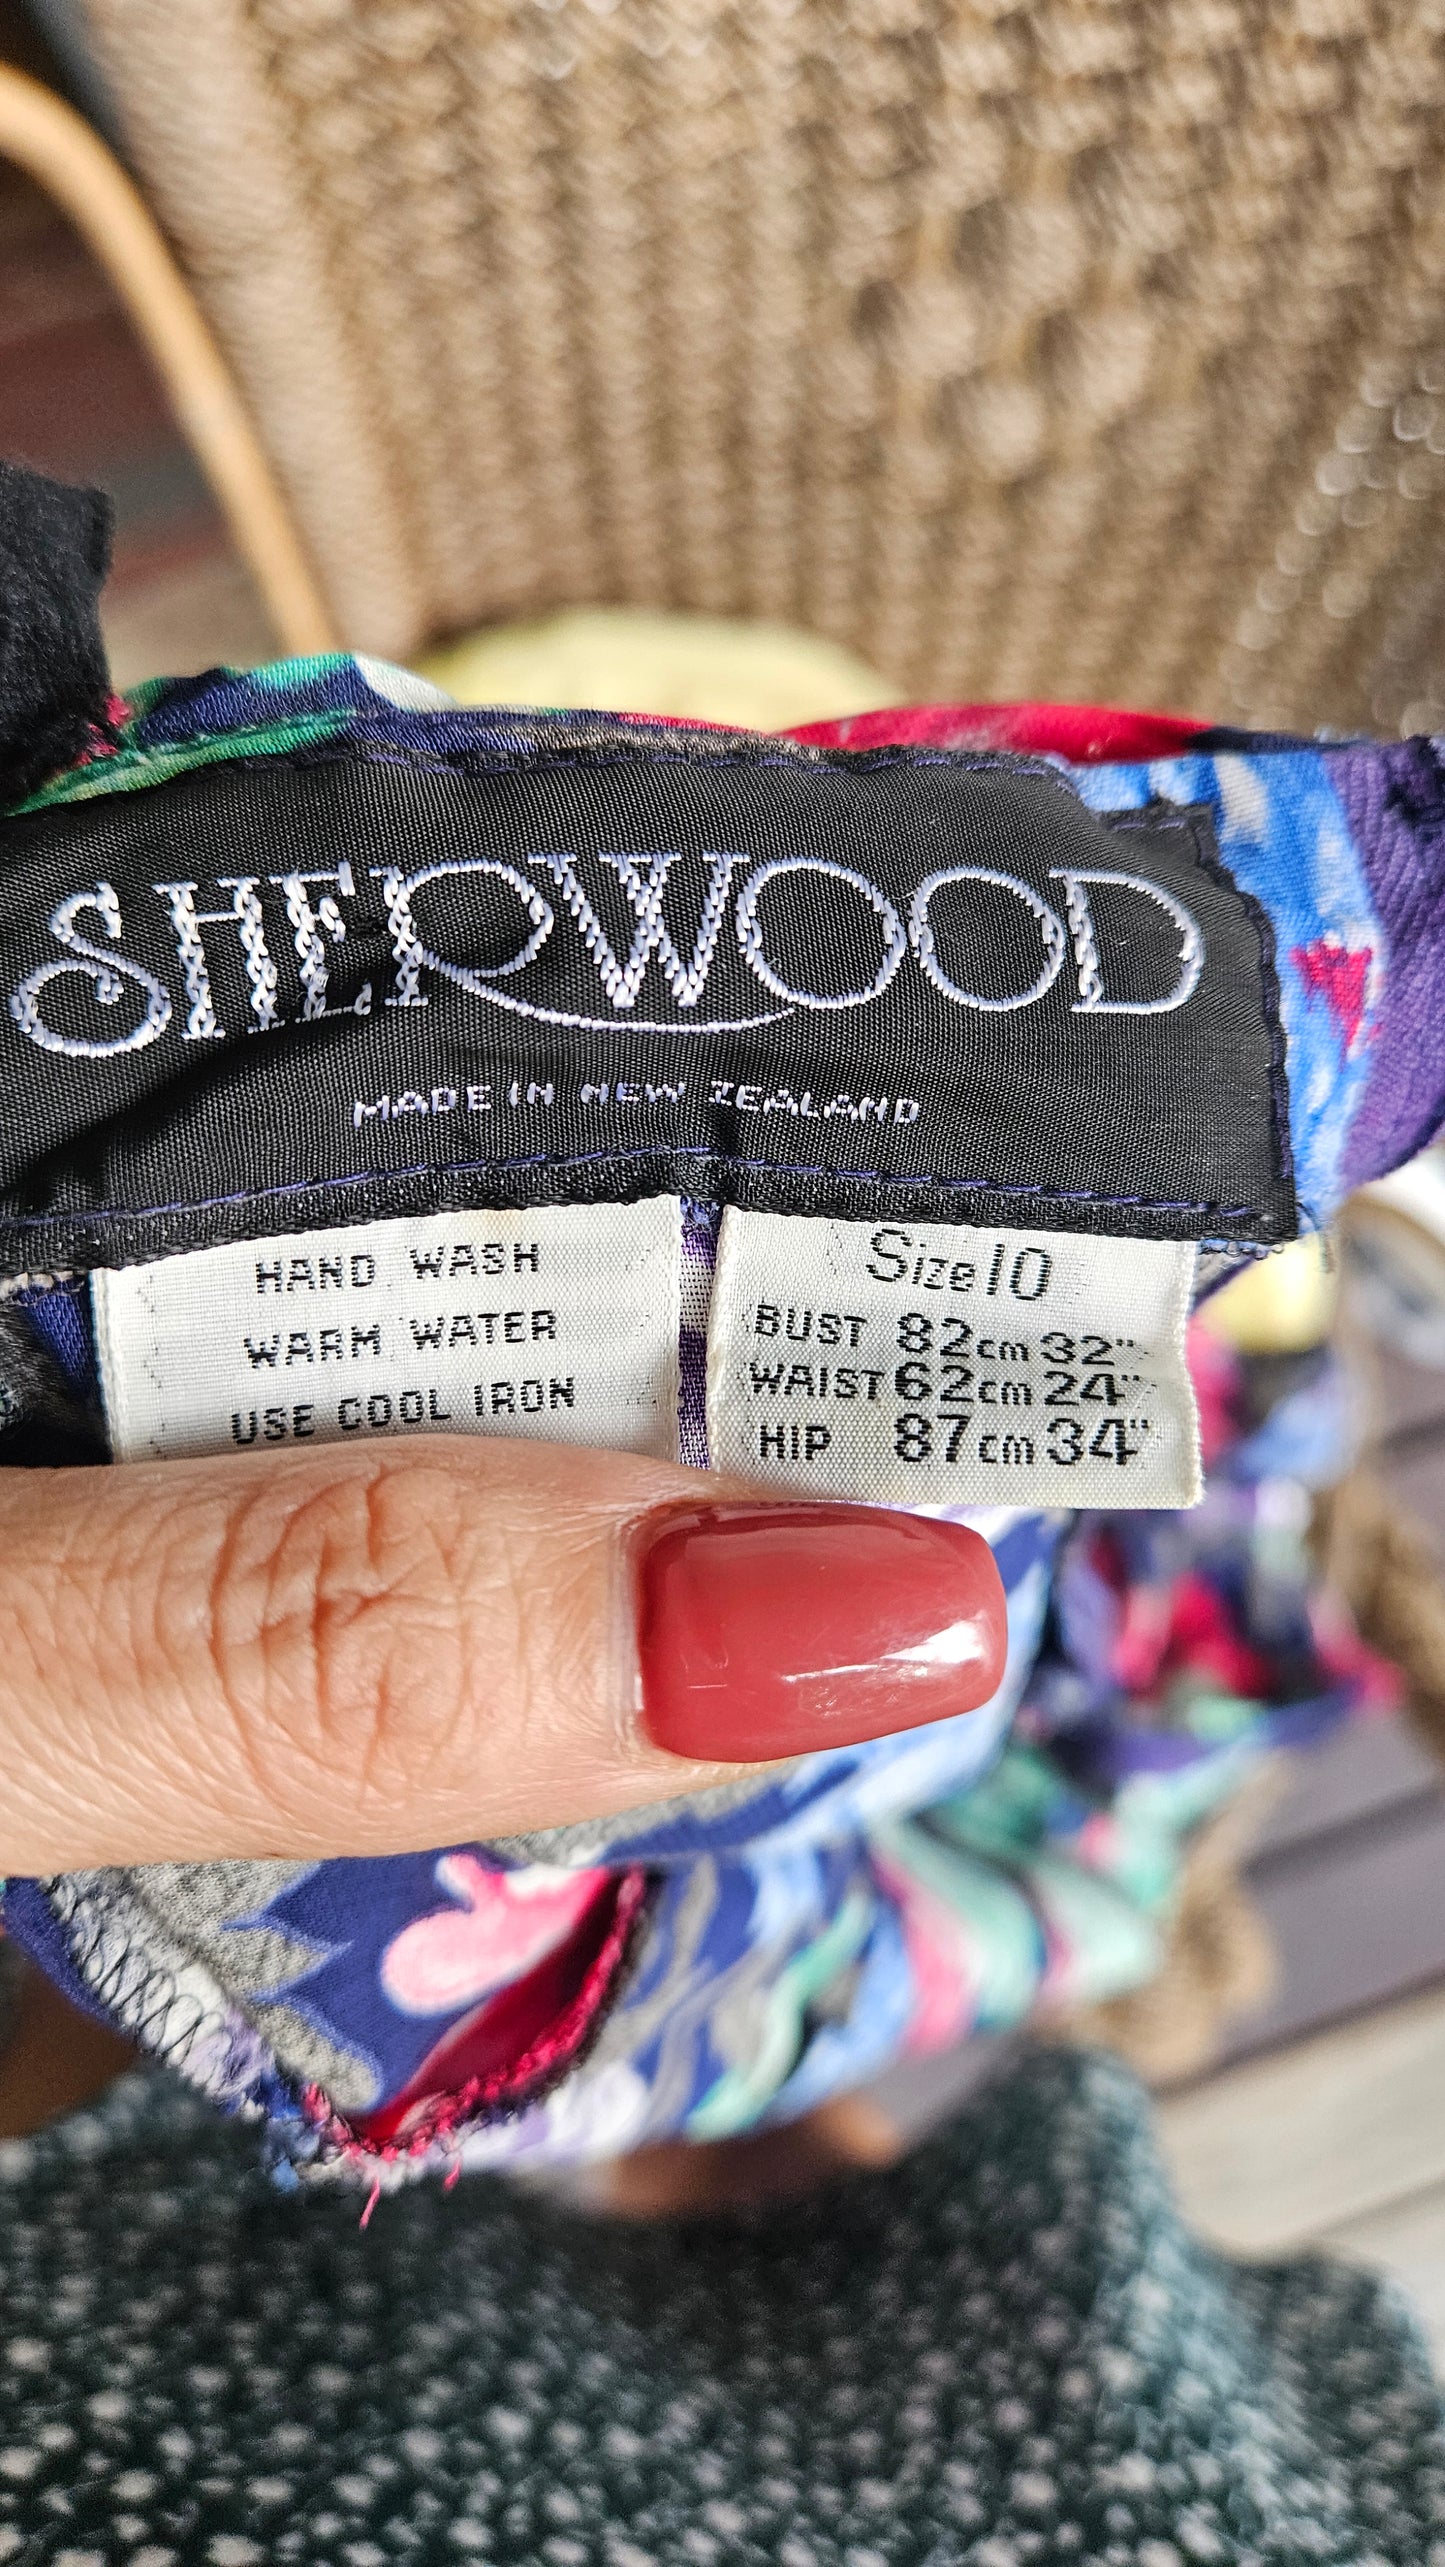 SHERWOOD
MADE IN NEW ZEALAND
HAND WASH
WARM WATER
USE COOL IRON
Size 10
BUST 82cm 32"
WAIST 62cm 24"
HIP 87cm 34"